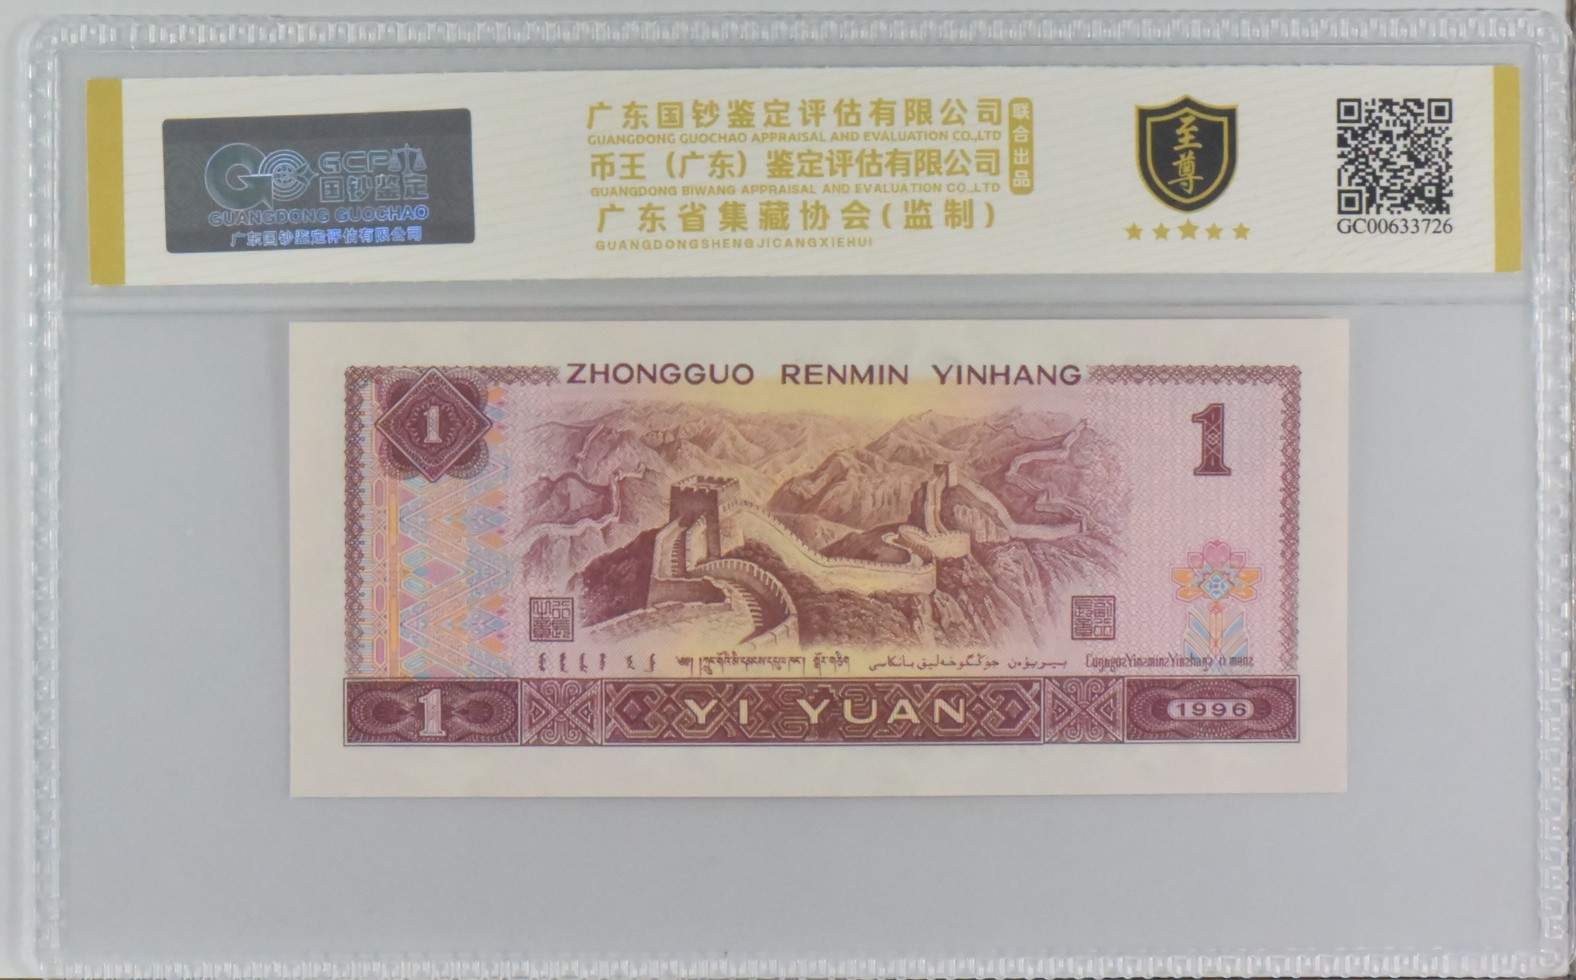 广东国钞鉴定评估有限公司
GUANGDONG GUOCHAO APPRAISAL AND EVALUATION CO.,LTD
币王（广东）鉴定评估有限公司
GUANGDONG BIWANG APPRAISAL AND EVALUATION CO.,LTD
广东省集藏协会(监制)
GUANGDONGSHENGJICANGXIEHUI
联合出品
GCP
国钞鉴定
GUANGDONG GUOCHAO
广东国钞鉴定评估有限公司
至尊
GC00633726
ZHONGGUO RENMIN YINHANG
1
1
1 YI YUAN 1996